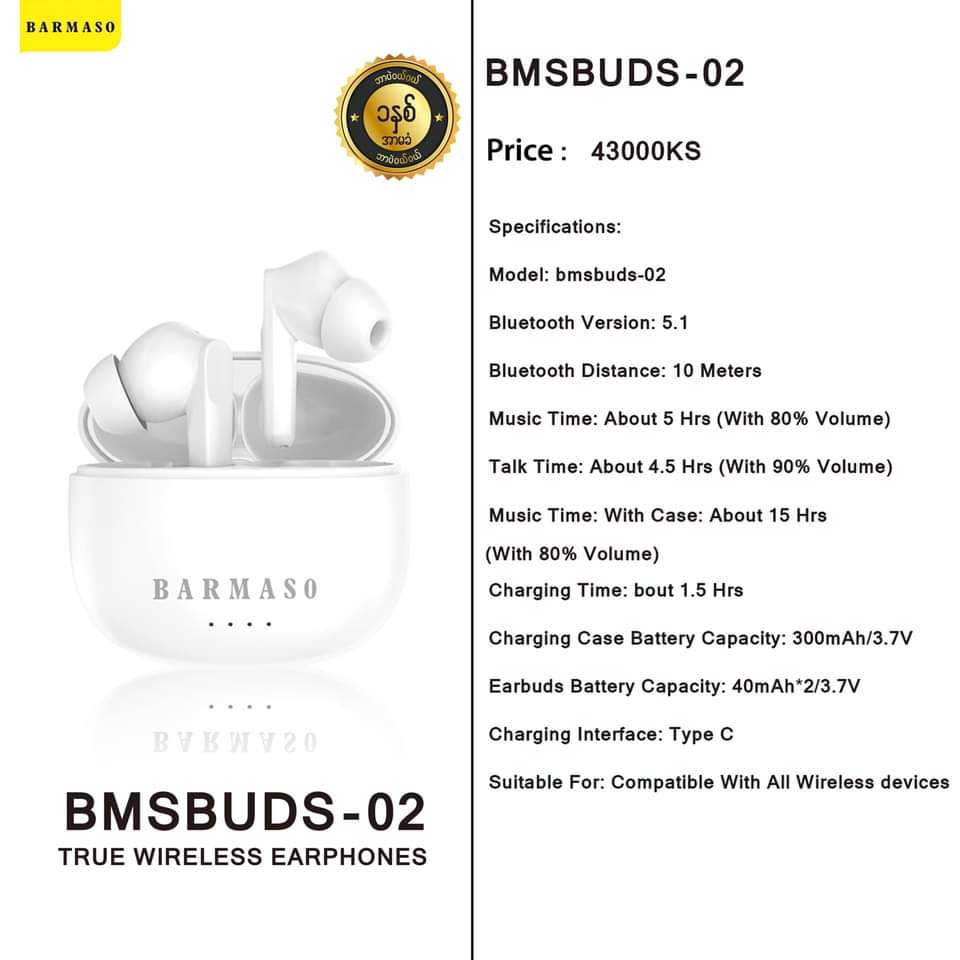 BARMASO
ဘာပဲဝယ်ဝယ်
၁နှစ်
အာမခံ
ဘာပဲဝယ်ဝယ်
BARMASO
BMSBUDS-02
TRUE WIRELESS EARPHONES
BMSBUDS-02
Price : 43000KS
Specifications:
Model: bmsbuds-02
Bluetooth Version: 5.1
Bluetooth Distance: 10 Meters
Music Time: About 5 Hrs (With 80% Volume)
Talk Time: About 4.5 Hrs (With 90% Volume)
Music Time: With Case: About 15 Hrs
(With 80% Volume)
Charging Time: bout 1.5 Hrs
Charging Case Battery Capacity: 300mAh/3.7V
Earbuds Battery Capacity: 40mAh*2/3.7V
Charging Interface: Type C
Suitable For: Compatible With All Wireless devices